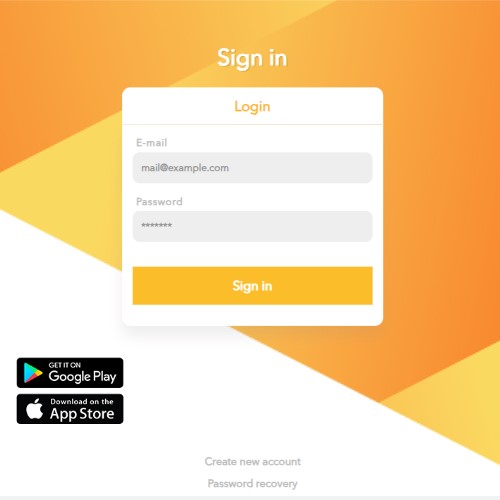 Sign in
Login
E-mail
mail@example.com
Password
*******
Sign in
GET IT ON
Google Play
Download on the
App Store
Create new account
Password recovery